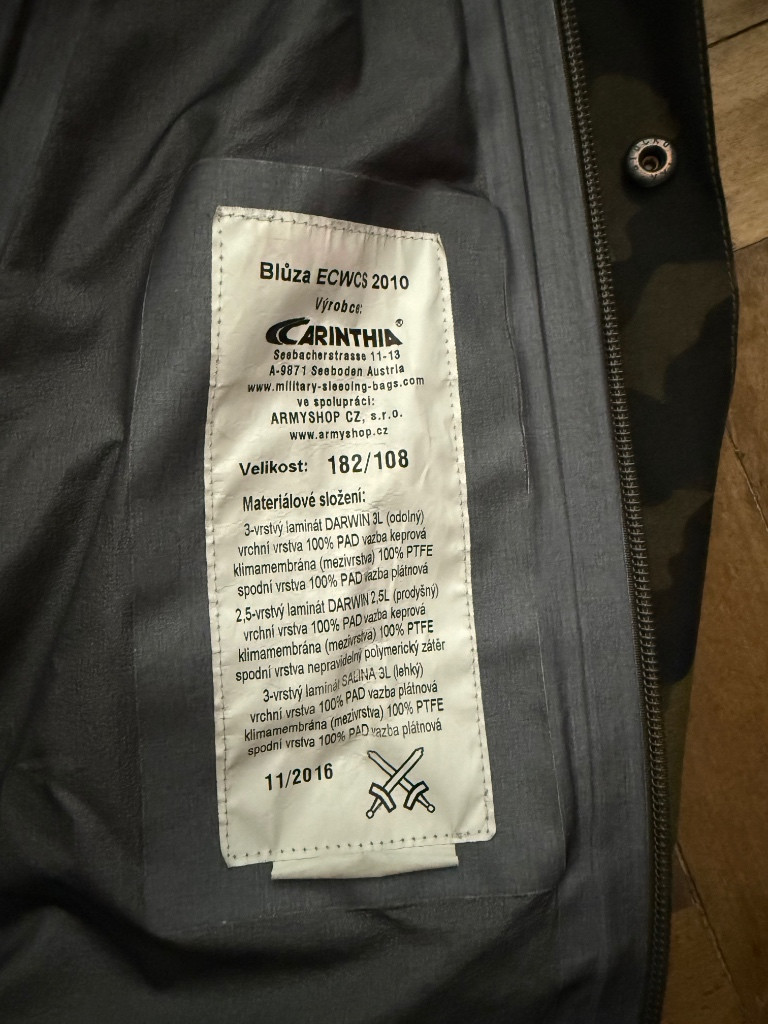 Blůza ECWCS 2010
Výrobce:
CARINTHIA®
Seebacherstrasse 11-13
A-9871 Seeboden Austria
www.military-sleeping-bags.com
ve spolupráci:
ARMYSHOP CZ, s.r.o.
www.armyshop.cz
Velikost: 182/108
Materiálové složení:
3-vrstvý laminát DARWIN 3L (odolný)
vrchní vrstva 100% PAD vazba keprová
klimamembrána (mezivrstva) 100% PTFE
spodní vrstva 100% PAD vazba plátnová
2,5-vrstvý laminát DARWIN 2,5L (prodyšný)
vrchní vrstva 100% PAD vazba keprová
klimamembrána (mezivrstva) 100% PTFE
spodní vrstva nepravidelný polymerický zátěr
3-vrstvý laminát SALINA 3L (lehký)
vrchní vrstva 100% PAD vazba plátnová
klimamembrána (mezivrstva) 100% PTFE
spodní vrstva 100% PAD vazba plátnová
11/2016